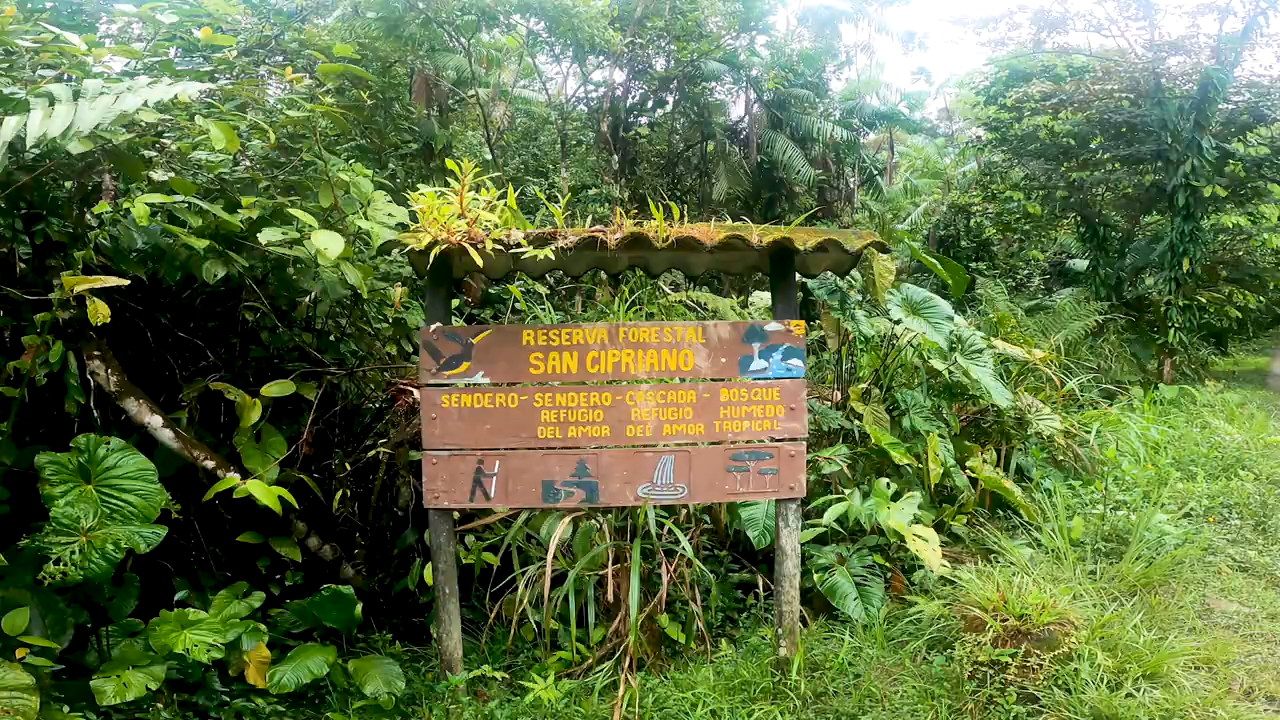 RESERVA FORESTAL
SAN CIPRIANO
SENDERO - SENDERO - CASCADA - BOSQUE
REFUGIO REFUGIO HUMEDO
DEL AMOR DEL AMOR TROPICAL